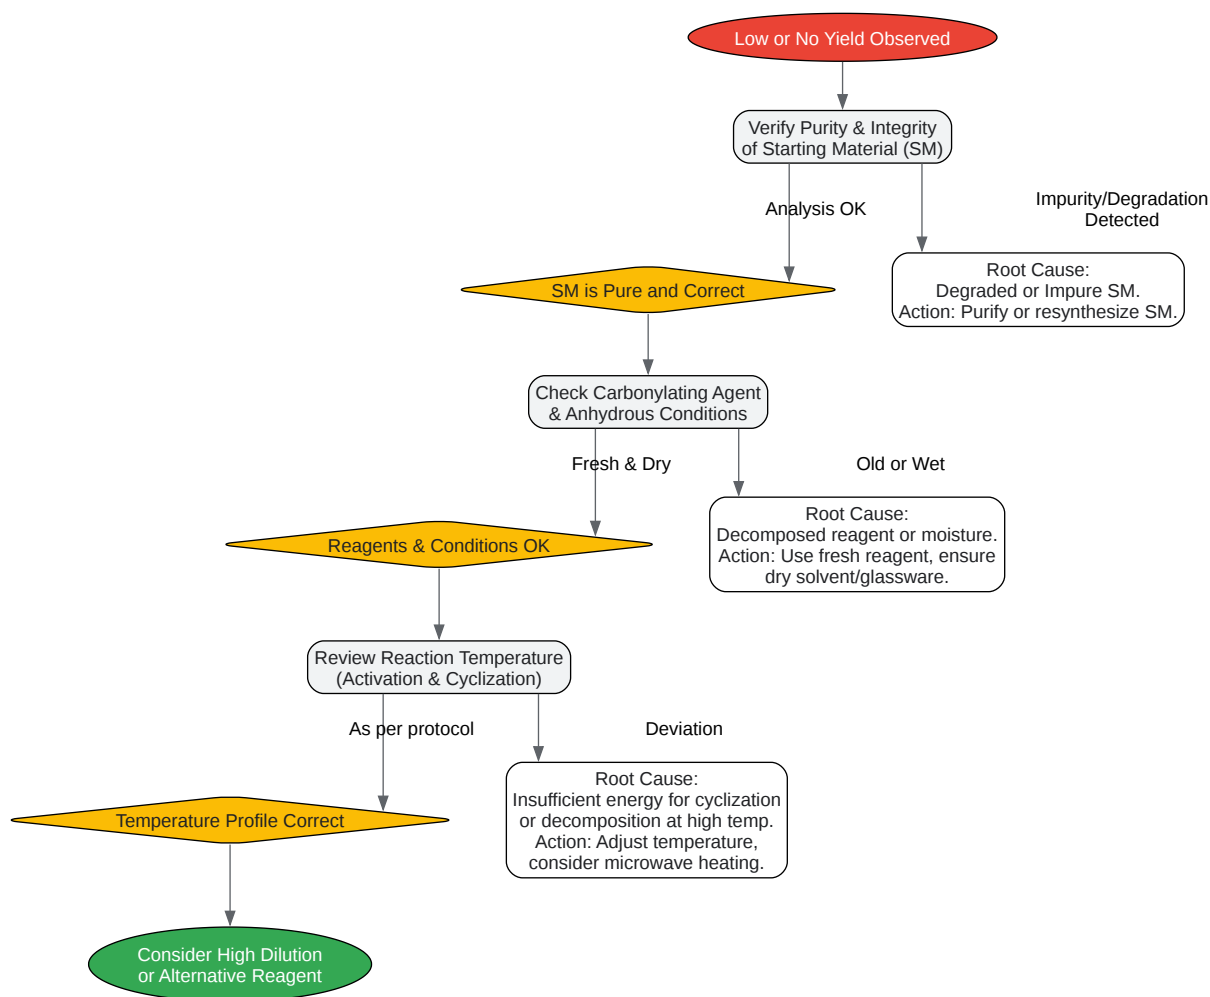 Low or No Yield Observed
Verify Purity & Integrity
of Starting Material (SM)
Analysis OK
Impurity/Degradation
Detected
SM is Pure and Correct
Root Cause:
Degraded or Impure SM.
Action: Purify or resynthesize SM.
Check Carbonylating Agent
& Anhydrous Conditions
Fresh & Dry
Old or Wet
Reagents & Conditions OK
Root Cause:
Decomposed reagent or moisture.
Action: Use fresh reagent, ensure
dry solvent/glassware.
Review Reaction Temperature
(Activation & Cyclization)
As per protocol
Deviation
Temperature Profile Correct
Root Cause:
Insufficient energy for cyclization
or decomposition at high temp.
Action: Adjust temperature,
consider microwave heating.
Consider High Dilution
or Alternative Reagent